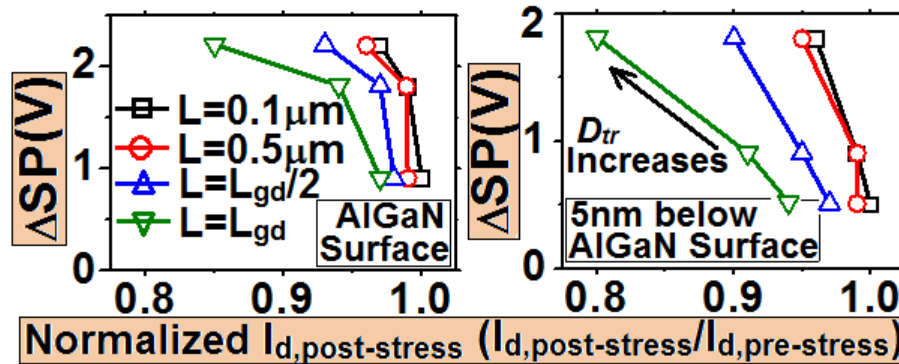 ΔSP(V)
2
1
0
L=0.1μm
L=0.5μm
L=Lgd/2
L=Lgd
AlGaN
Surface
0.8 0.9 1.0
ΔSP(V)
2
1
0
Dtr
Increases
5nm below
AlGaN Surface
0.8 0.9 1.0
Normalized Id,post-stress (Id,post-stress/Id,pre-stress)